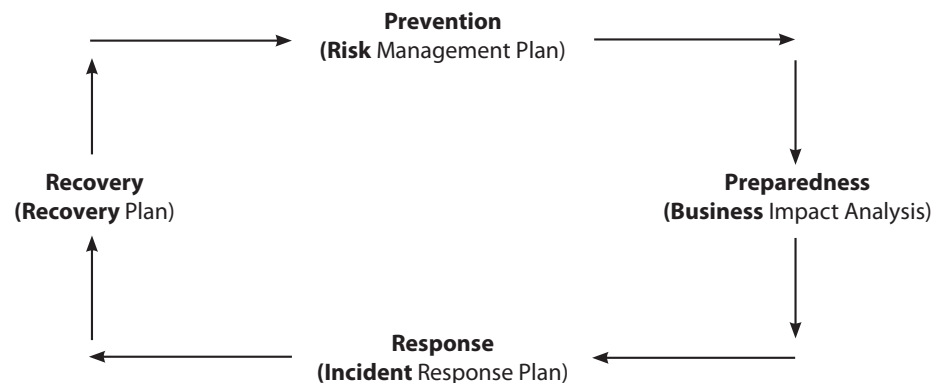 Prevention
(Risk Management Plan)
Recovery
(Recovery Plan)
Preparedness
(Business Impact Analysis)
Response
(Incident Response Plan)